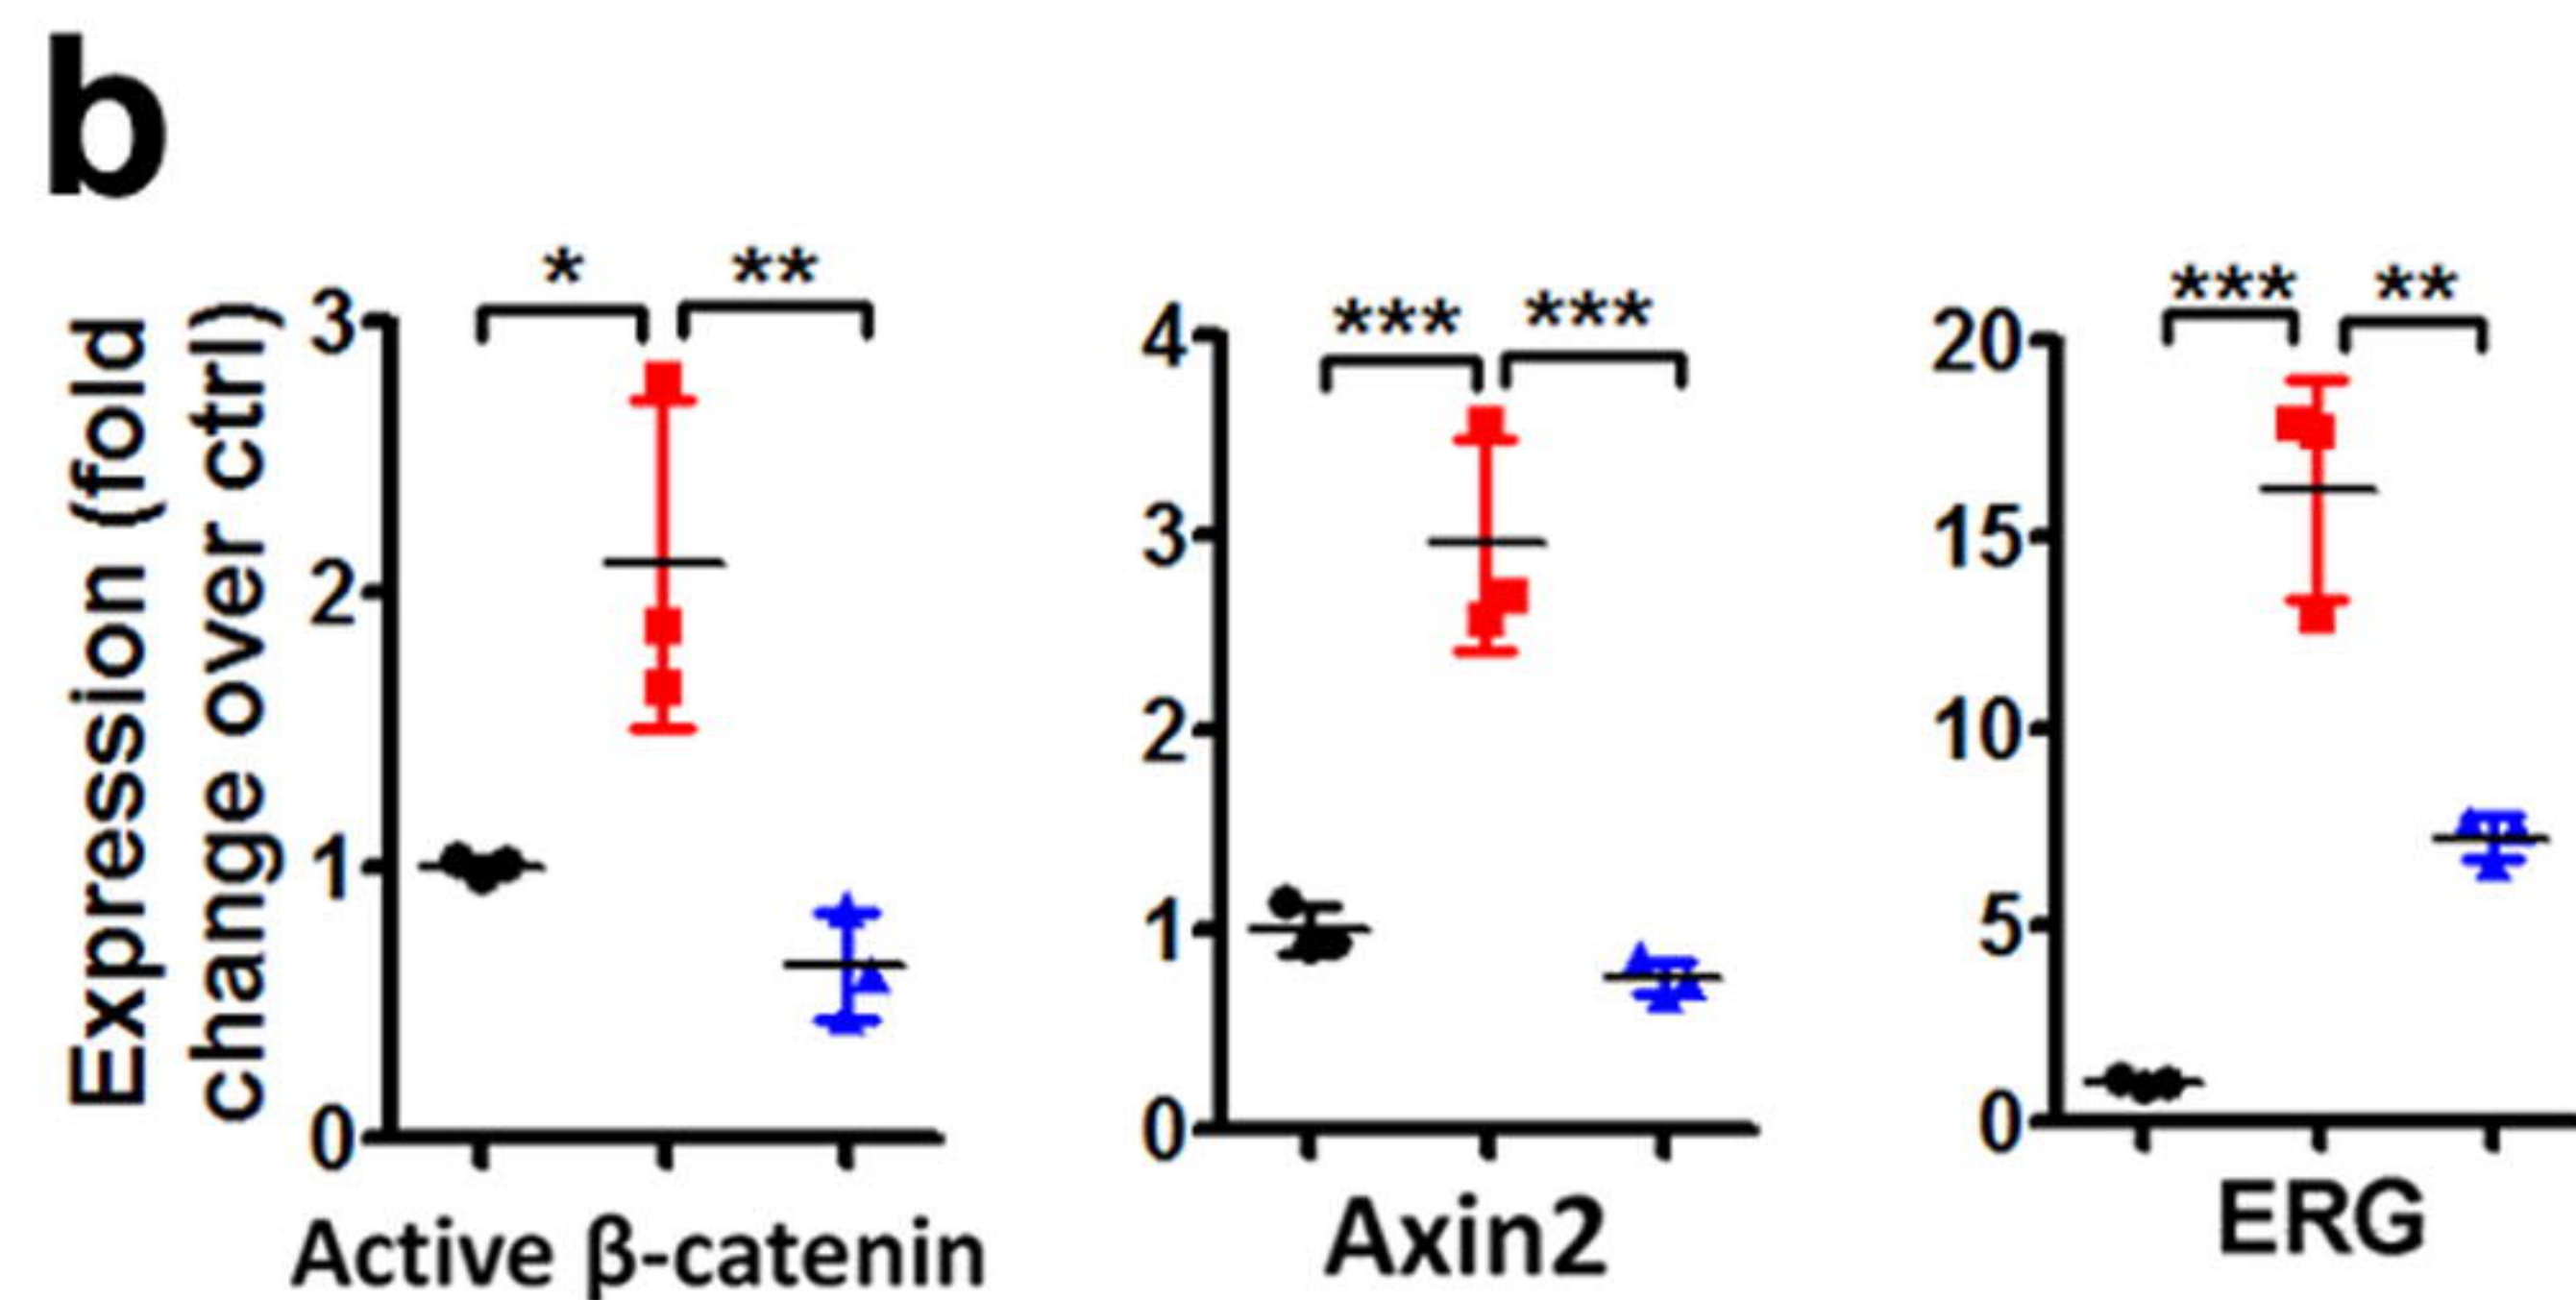 b
Expression (fold
change over ctrl)
* **
3
2
1
0
Active β-catenin
*** ***
4
3
2
1
0
Axin2
*** **
20
15
10
5
0
ERG